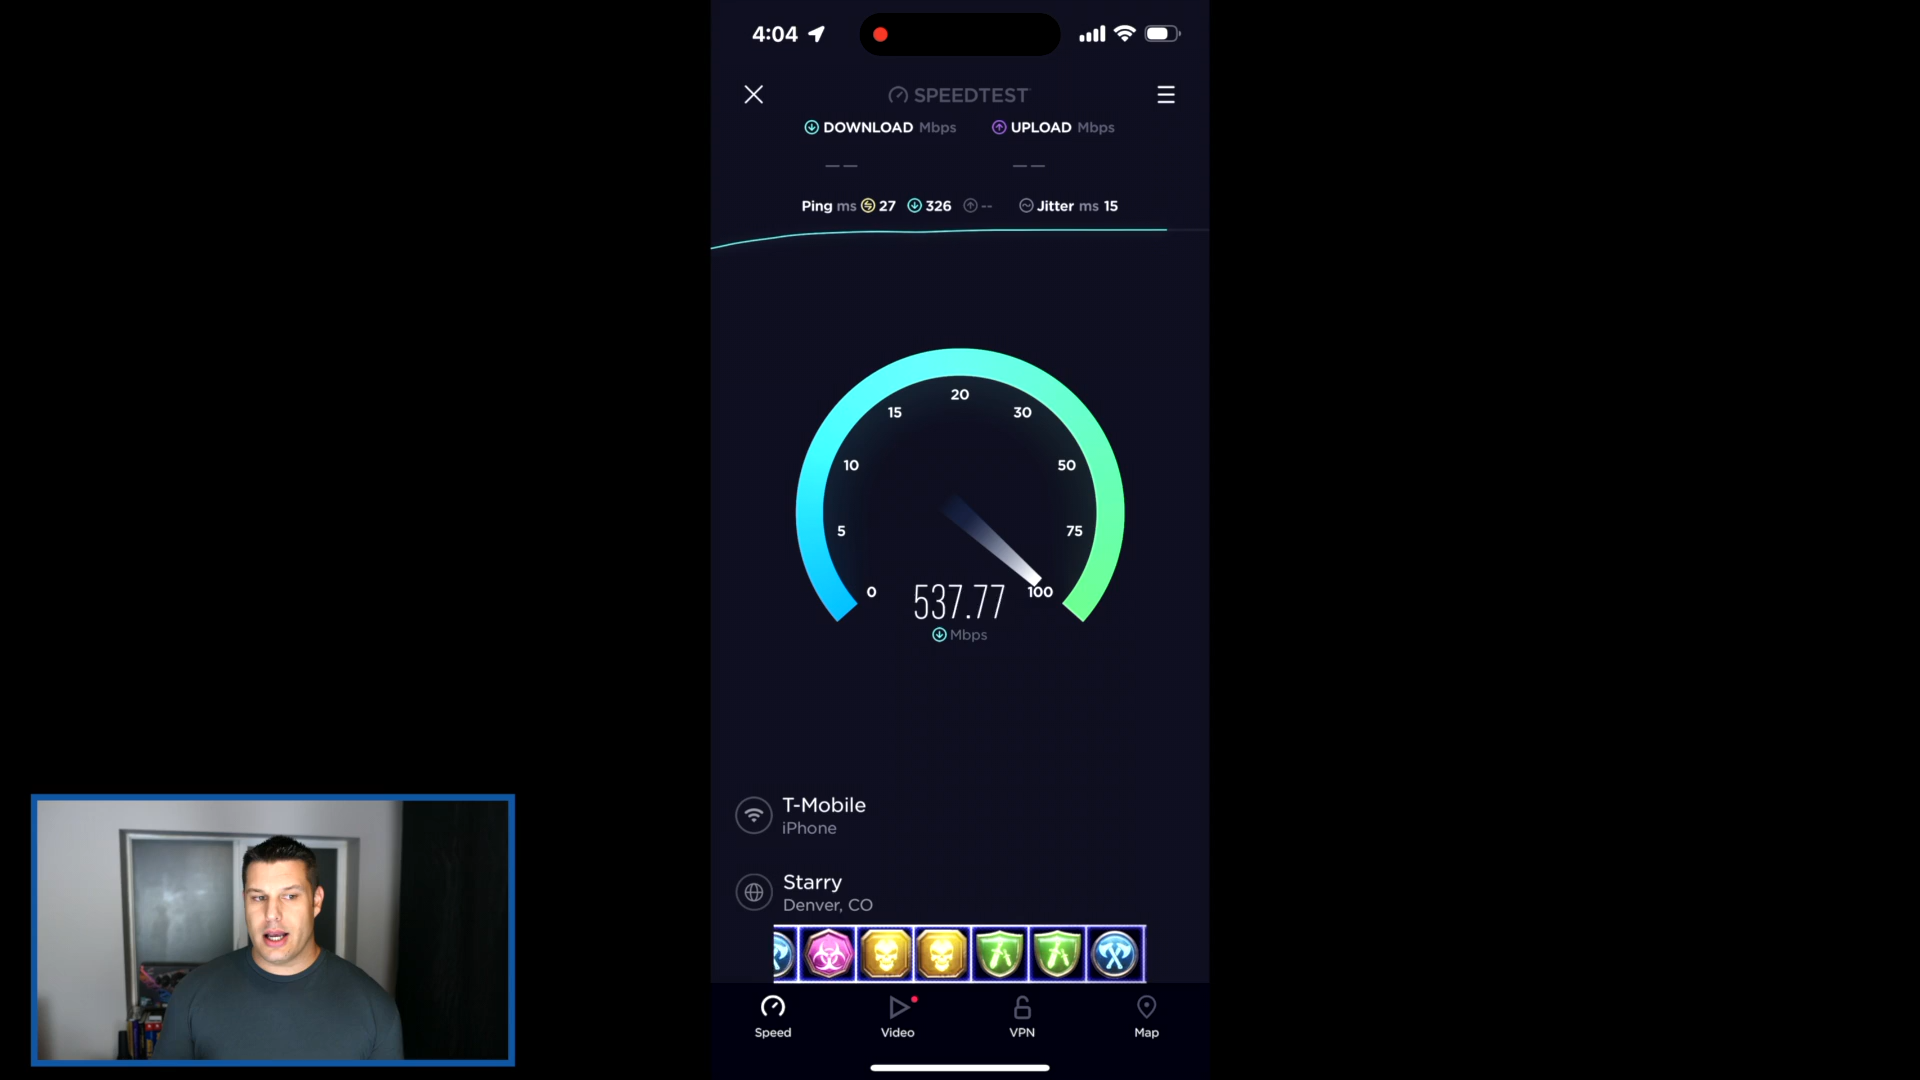 4:04
SPEEDTEST
DOWNLOAD Mbps UPLOAD Mbps
— — — —
Ping ms 27 326 -- Jitter ms 15
20
15 30
10 50
5 75
0 537.77 100
Mbps
T-Mobile
iPhone
Starry
Denver, CO
Speed Video VPN Map